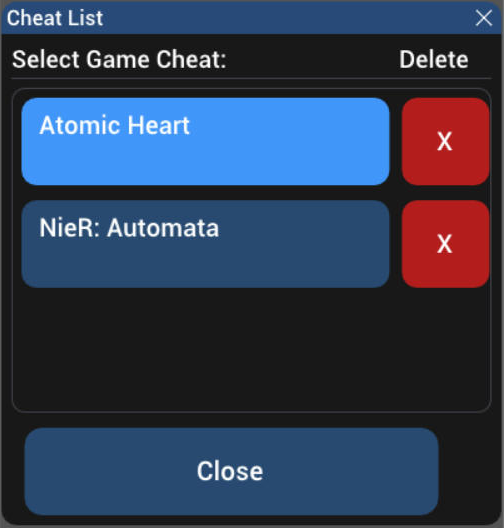 Cheat List
Select Game Cheat: Delete
Atomic Heart X
NieR: Automata X
Close